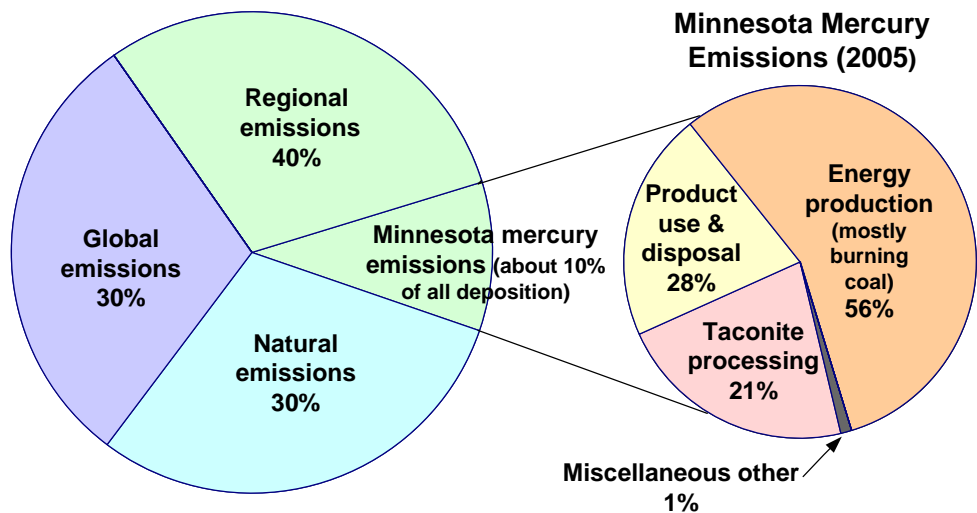 Regional
emissions
40%
Global
emissions
30%
Natural
emissions
30%
Minnesota mercury
emissions (about 10%
of all deposition)
Minnesota Mercury
Emissions (2005)
Product
use &
disposal
28%
Energy
production
(mostly
burning
coal)
56%
Taconite
processing
21%
Miscellaneous other
1%